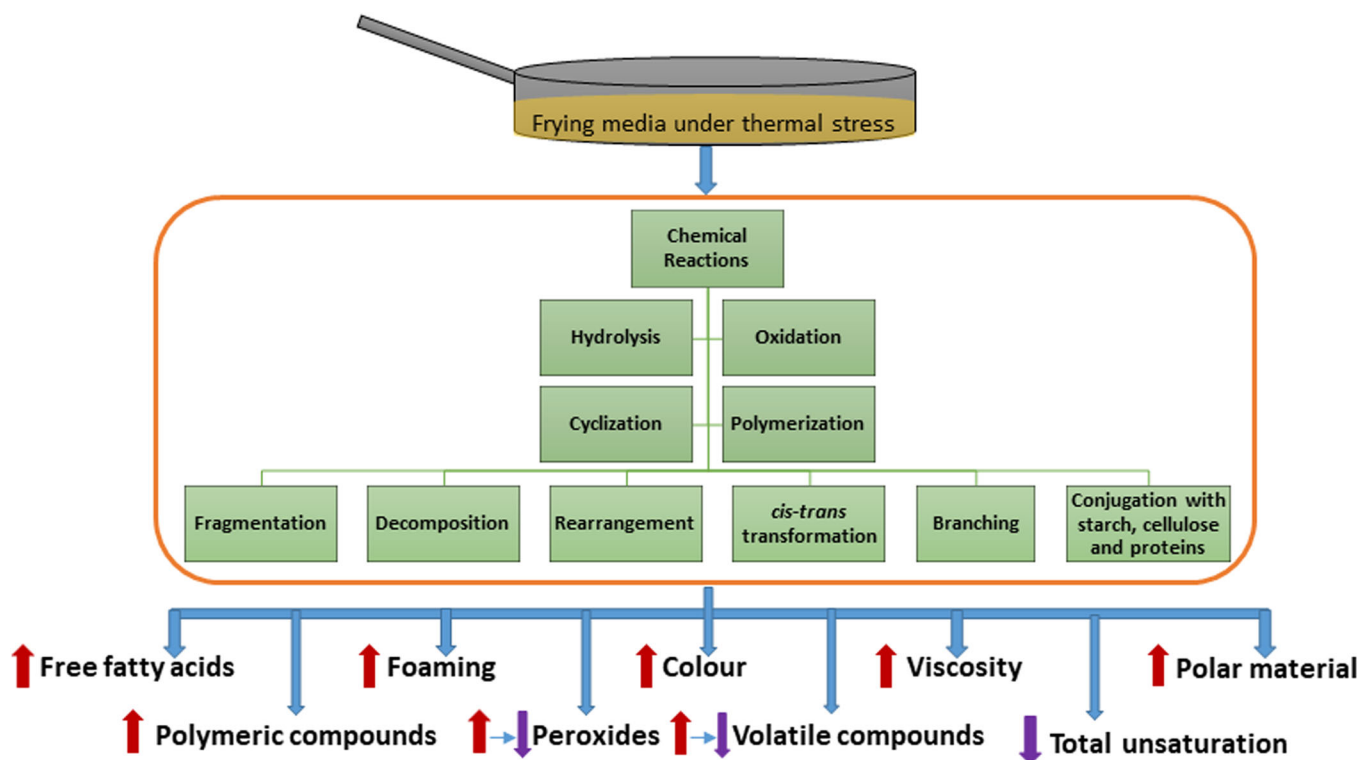 Frying media under thermal stress
Chemical
Reactions
Hydrolysis
Oxidation
Cyclization
Polymerization
Fragmentation
Decomposition
Rearrangement
cis-trans
transformation
Branching
Conjugation with
starch, cellulose
and proteins
Free fatty acids
Foaming
Colour
Viscosity
Polar material
Polymeric compounds
Peroxides
Volatile compounds
Total unsaturation